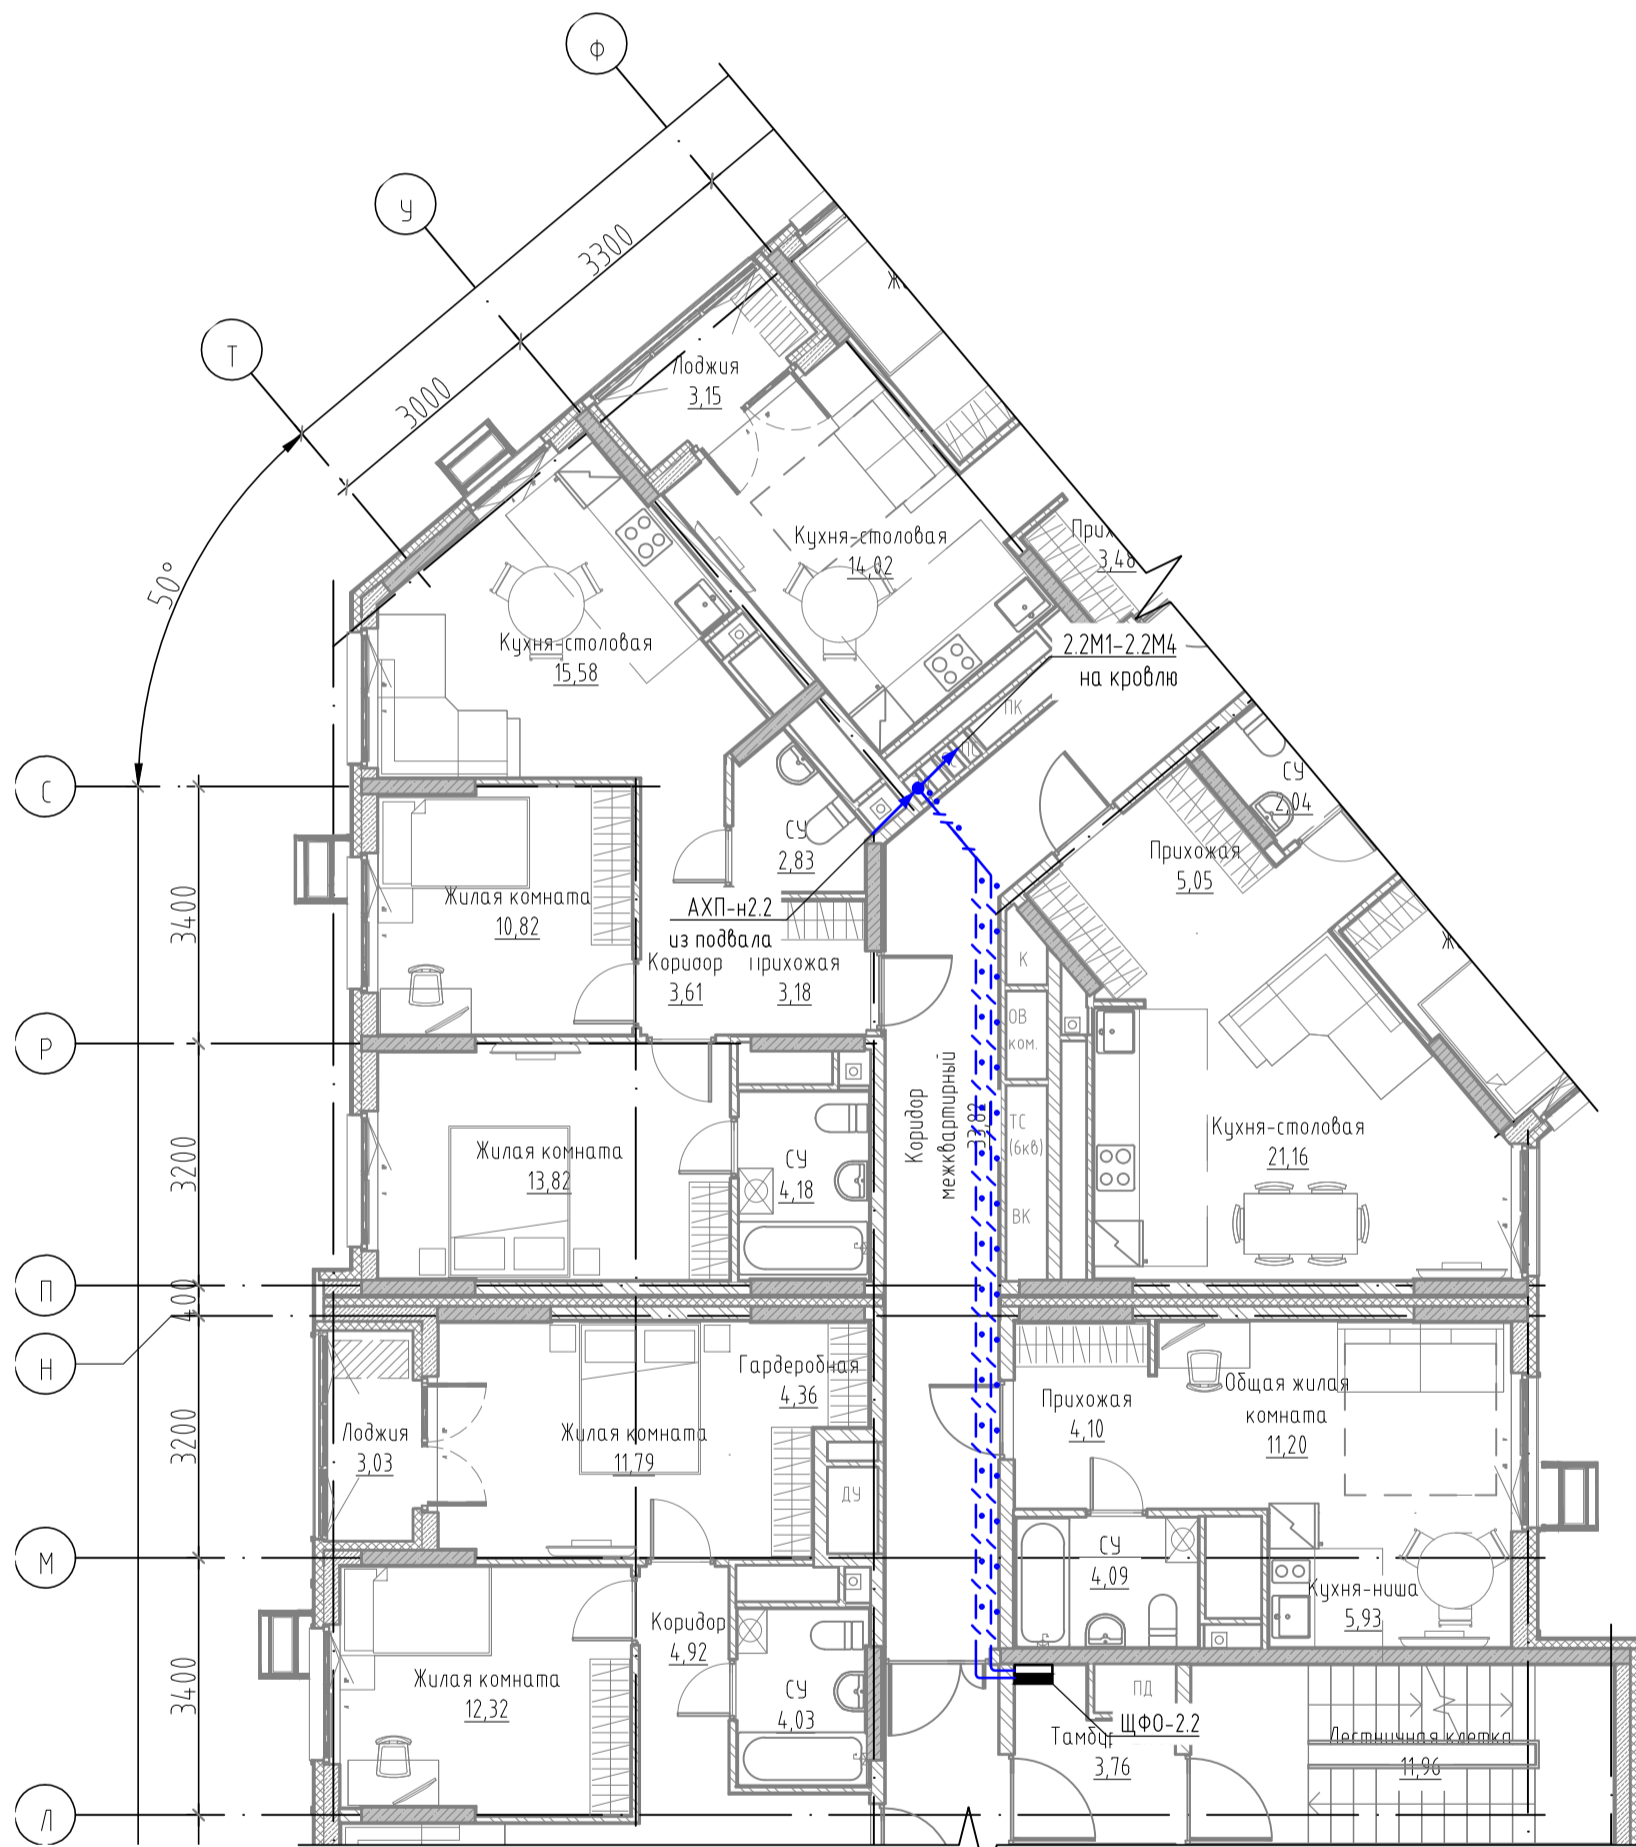 Ф
У
Т
3300
3000
50°
Лоджия
3,15
Кухня-столовая
14,02
3,48
Кухня-столовая
15,58
2.2М1-2.2М4
на кровлю
ПК
С
СУ
2,04
СУ
2,83
Прихожая
5,05
Жилая комната
10,82
3400
АХП-н2.2
из подвала
Коридор
3,61
Прихожая
3,18
К
ОВ
ком.
Р
Коридор
межквартирный
33,82
ТС
(6кв)
ВК
Кухня-столовая
21,16
Жилая комната
13,82
СУ
4,18
3200
П
400
Н
Гардеробная
4,36
Общая жилая
комната
11,20
Прихожая
4,10
Лоджия
3,03
Жилая комната
11,79
3200
ДУ
М
СУ
4,09
Кухня-ниша
5,93
Коридор
4,92
Жилая комната
12,32
СУ
4,03
3400
ПД
ЩФО-2.2
Тамбур
3,76
Лестничная клетка
11,96
Л